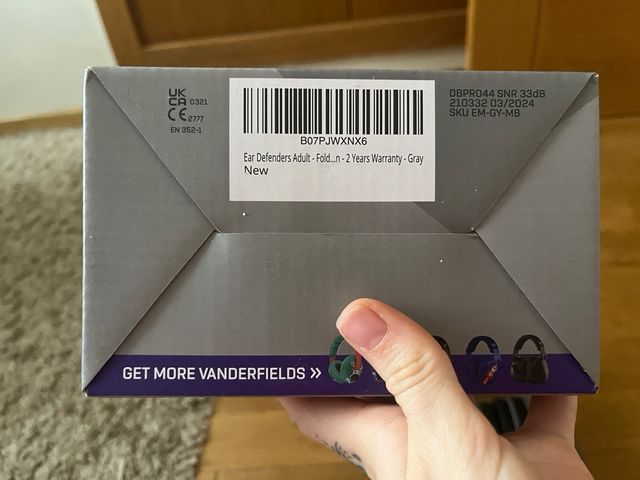 UK
CA 0321
CE 2777
EN 352-1
B07PJWXNX6
Ear Defenders Adult - Fold...n - 2 Years Warranty - Gray
New
DBPRO44 SNR 33dB
210332 03/2024
SKU EM-GY-MB
GET MORE VANDERFIELDS »